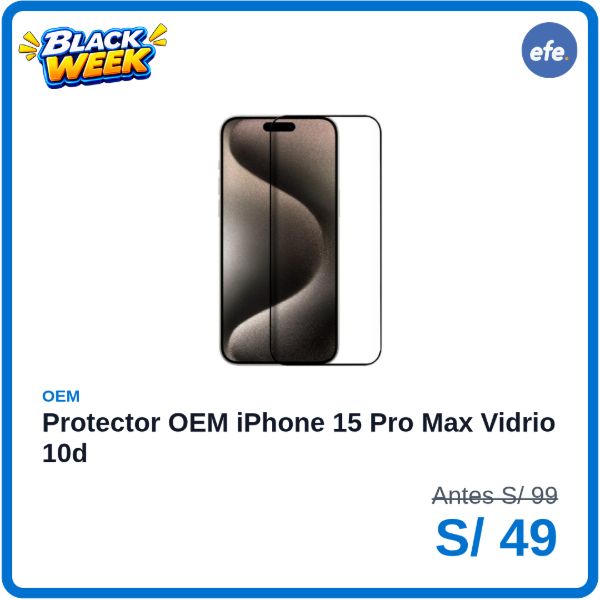 BLACK
WEEK
efe.
OEM
Protector OEM iPhone 15 Pro Max Vidrio
10d
Antes S/ 99
S/ 49